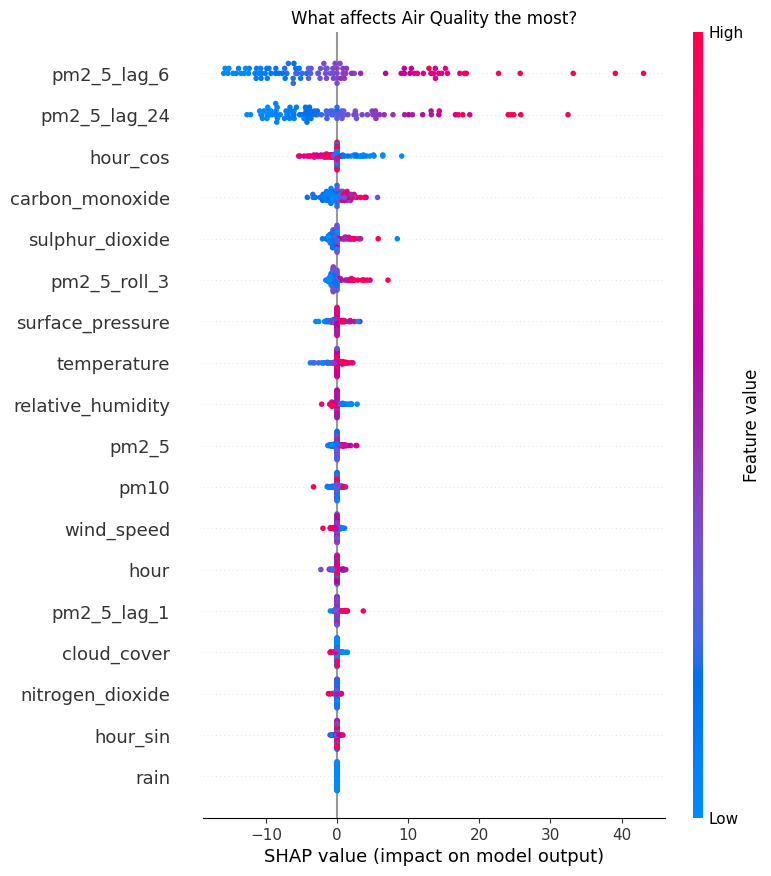 What affects Air Quality the most?
High
pm2_5_lag_6
pm2_5_lag_24
hour_cos
carbon_monoxide
sulphur_dioxide
pm2_5_roll_3
surface_pressure
temperature
relative_humidity
pm2_5
pm10
wind_speed
hour
pm2_5_lag_1
cloud_cover
nitrogen_dioxide
hour_sin
rain
Feature value
Low
−10 0 10 20 30 40
SHAP value (impact on model output)